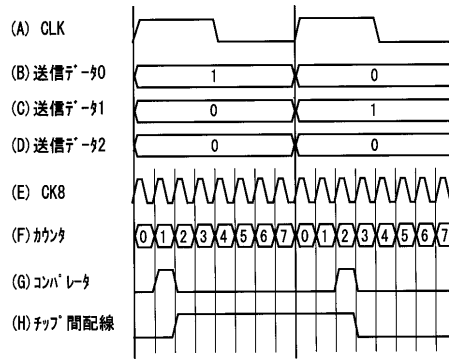 (A) CLK
(B) 送信データ0 1 0
(C) 送信データ1 0 1
(D) 送信データ2 0 0
(E) CK8
(F) カウンタ 0 1 2 3 4 5 6 7 0 1 2 3 4 5 6 7
(G) コンパレータ
(H) チップ間配線